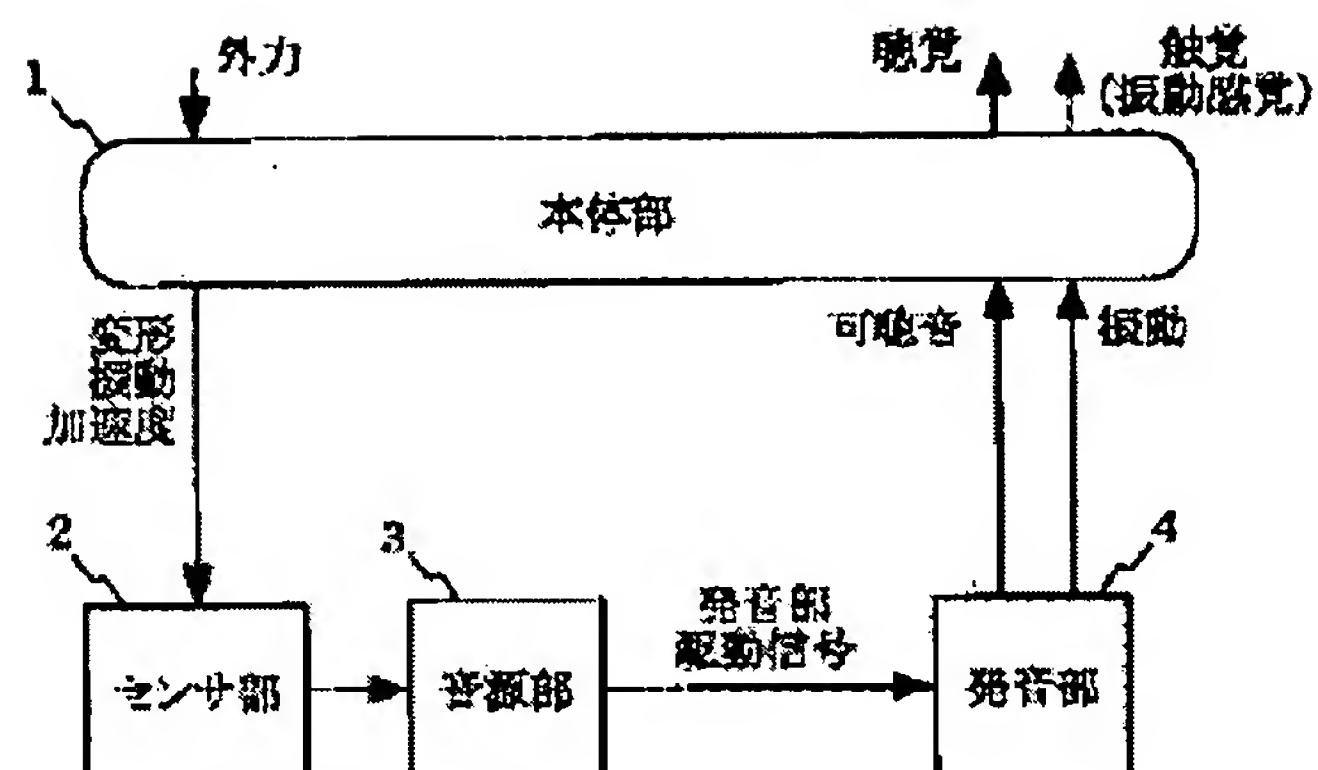 外力
聴覚
触覚
(振動感覚)
1
本体部
変形
振動
加速度
可聴音
振動
2
3
4
発音部
駆動信号
センサ部
音源部
発音部